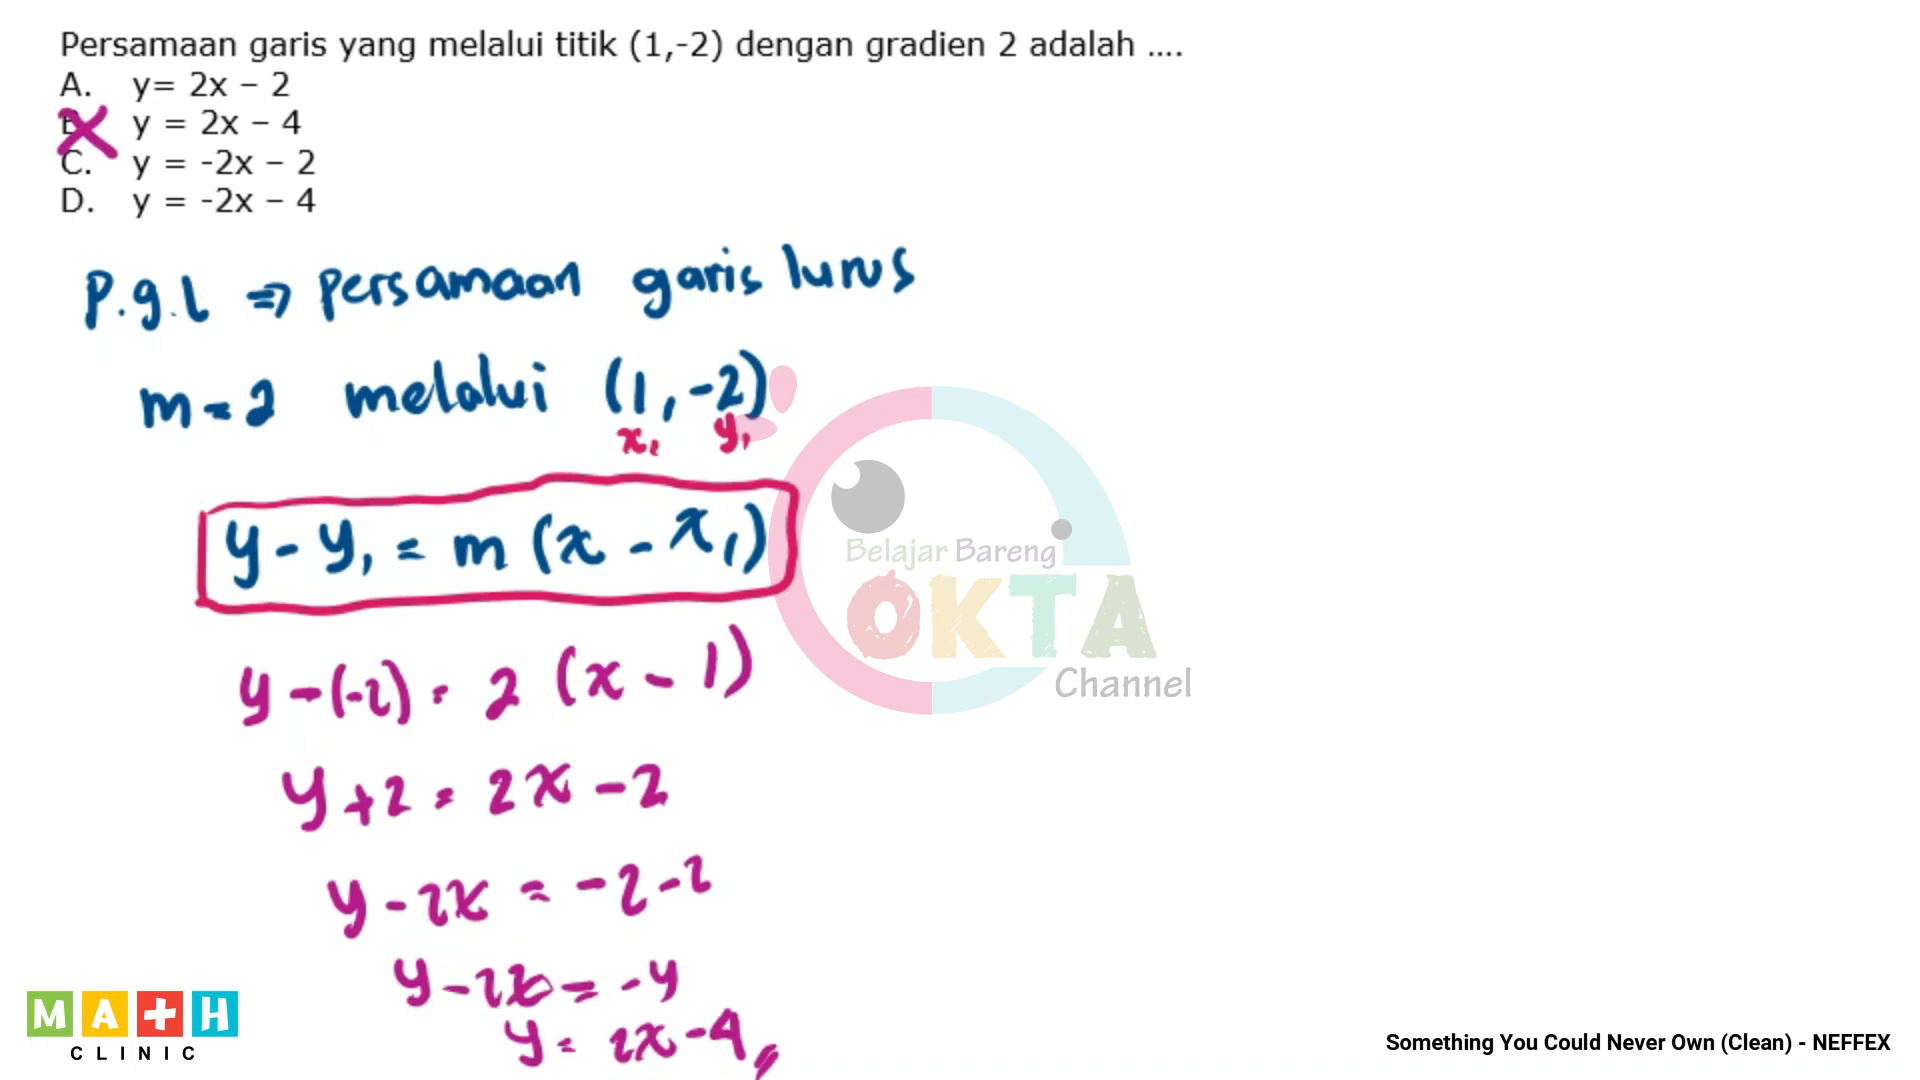 Persamaan garis yang melalui titik (1,-2) dengan gradien 2 adalah ....
A. y= 2x – 2
B. y = 2x – 4
C. y = -2x – 2
D. y = -2x – 4
P.g.l ⇒ persamaan garis lurus
m = 2 melalui (1, -2)
x₁ y₁
y - y₁ = m (x - x₁)
Belajar Bareng
OKTA
Channel
y - (-2) = 2 (x - 1)
y + 2 = 2x - 2
y - 2x = -2 - 2
y - 2x = -4
y = 2x - 4
MATH
CLINIC
Something You Could Never Own (Clean) - NEFFEX